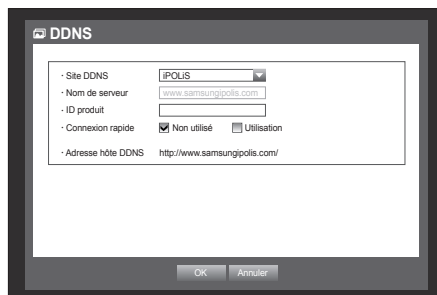 DDNS
· Site DDNS iPOLiS
· Nom de serveur www.samsungipolis.com
· ID produit
· Connexion rapide Non utilisé Utilisation
· Adresse hôte DDNS http://www.samsungipolis.com/
OK Annuler